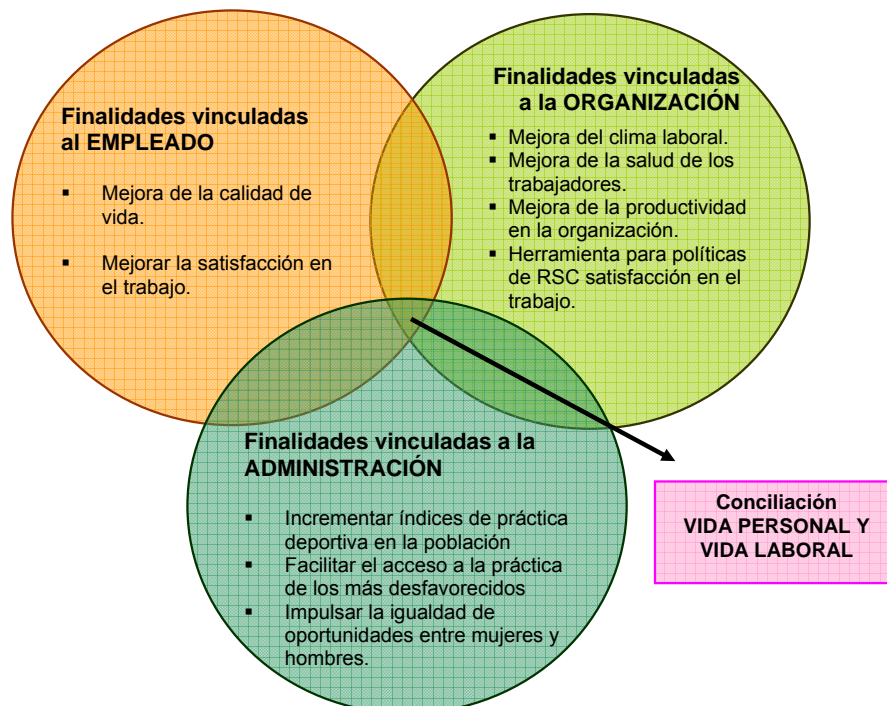 Finalidades vinculadas
al EMPLEADO
▪ Mejora de la calidad de
vida.
▪ Mejorar la satisfacción en
el trabajo.
Finalidades vinculadas
a la ORGANIZACIÓN
▪ Mejora del clima laboral.
▪ Mejora de la salud de los
trabajadores.
▪ Mejora de la productividad
en la organización.
▪ Herramienta para políticas
de RSC satisfacción en el
trabajo.
Finalidades vinculadas a la
ADMINISTRACIÓN
▪ Incrementar índices de práctica
deportiva en la población
▪ Facilitar el acceso a la práctica
de los más desfavorecidos
▪ Impulsar la igualdad de
oportunidades entre mujeres y
hombres.
Conciliación
VIDA PERSONAL Y
VIDA LABORAL